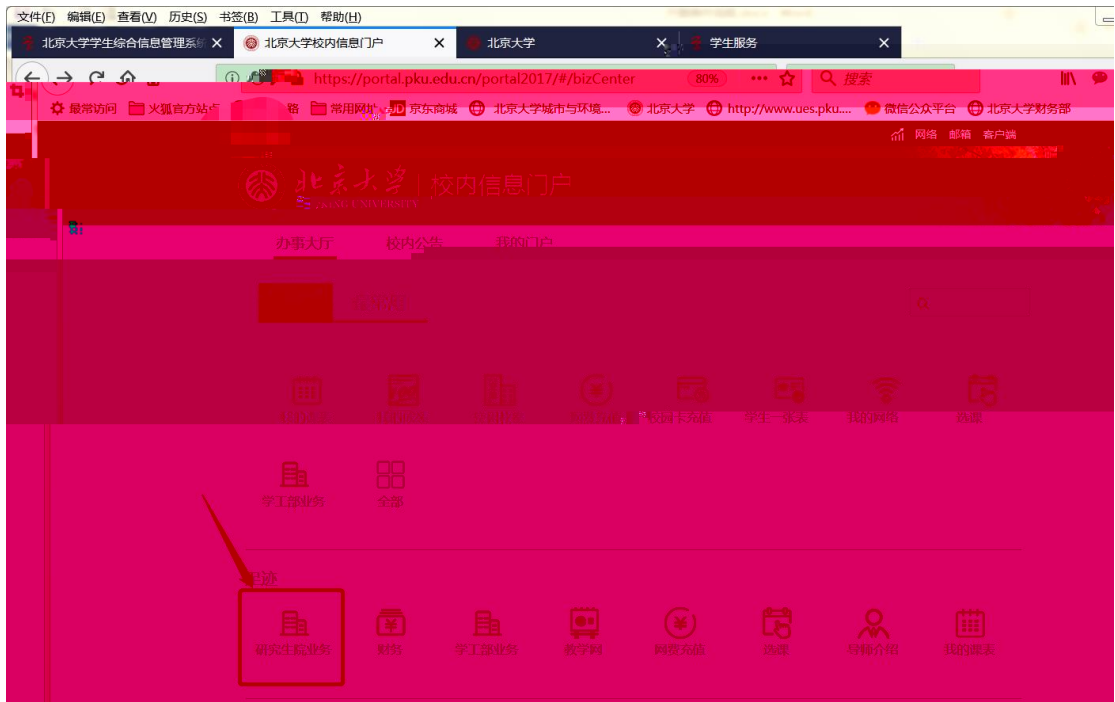 文件(F) 编辑(E) 查看(V) 历史(S) 书签(B) 工具(T) 帮助(H)
北京大学学生综合信息管理系统 北京大学校内信息门户 北京大学 学生服务
https://portal.pku.edu.cn/portal2017/#/bizCenter 80% 搜索
最常访问 火狐官方站点 常用网址 JD 京东商城 北京大学城市与环境... 北京大学 http://www.ues.pku.... 微信公众平台 北京大学财务部
网络 邮箱 客户端
北京大学 校内信息门户
办事大厅 校内公告 我的门户
校园卡充值 学生一张表 我的网络 选课
学工部业务 全部
足迹
研究生院业务 财务 学工部业务 教学网 网费充值 选课 导师介绍 我的课表